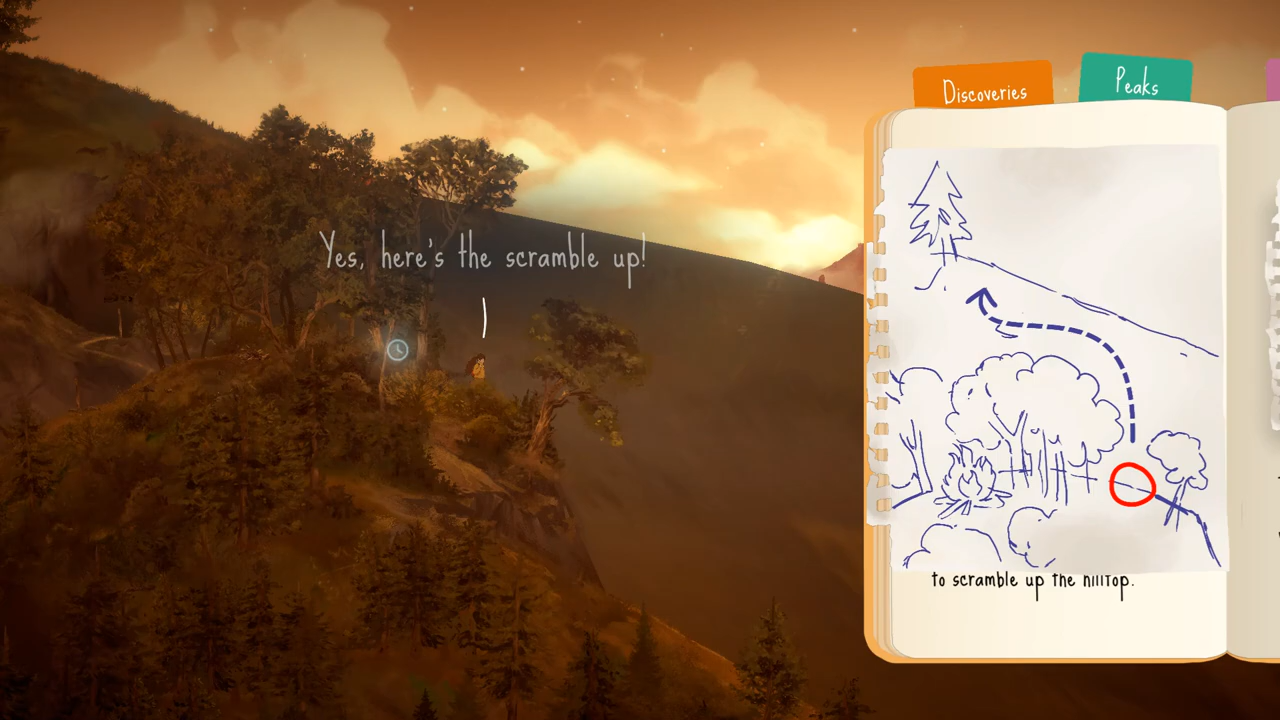 Yes, here's the scramble up!
Discoveries
Peaks
to scramble up the hilltop.